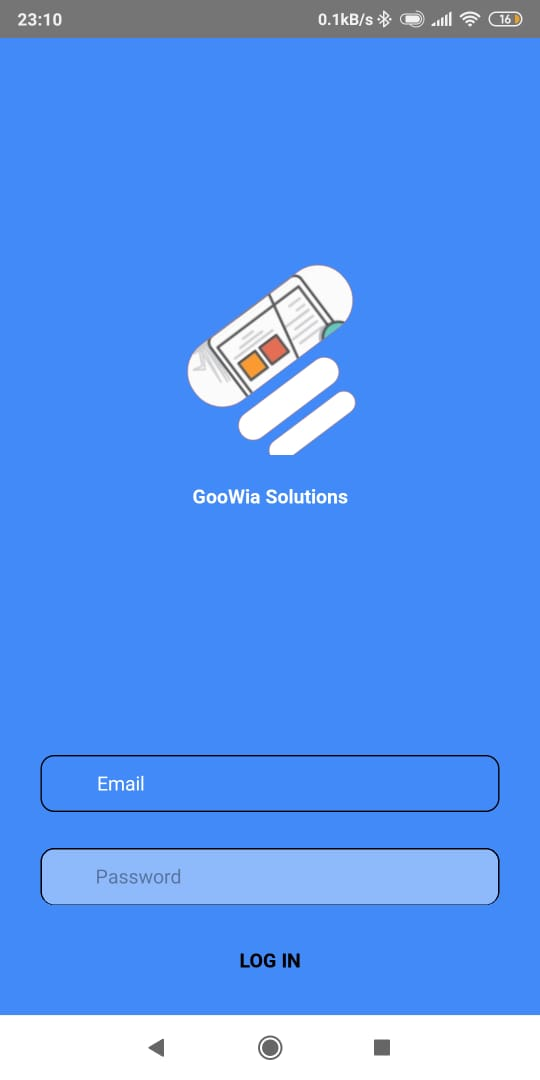 23:10
0.1kB/s
16
GooWia Solutions
Email
Password
LOG IN